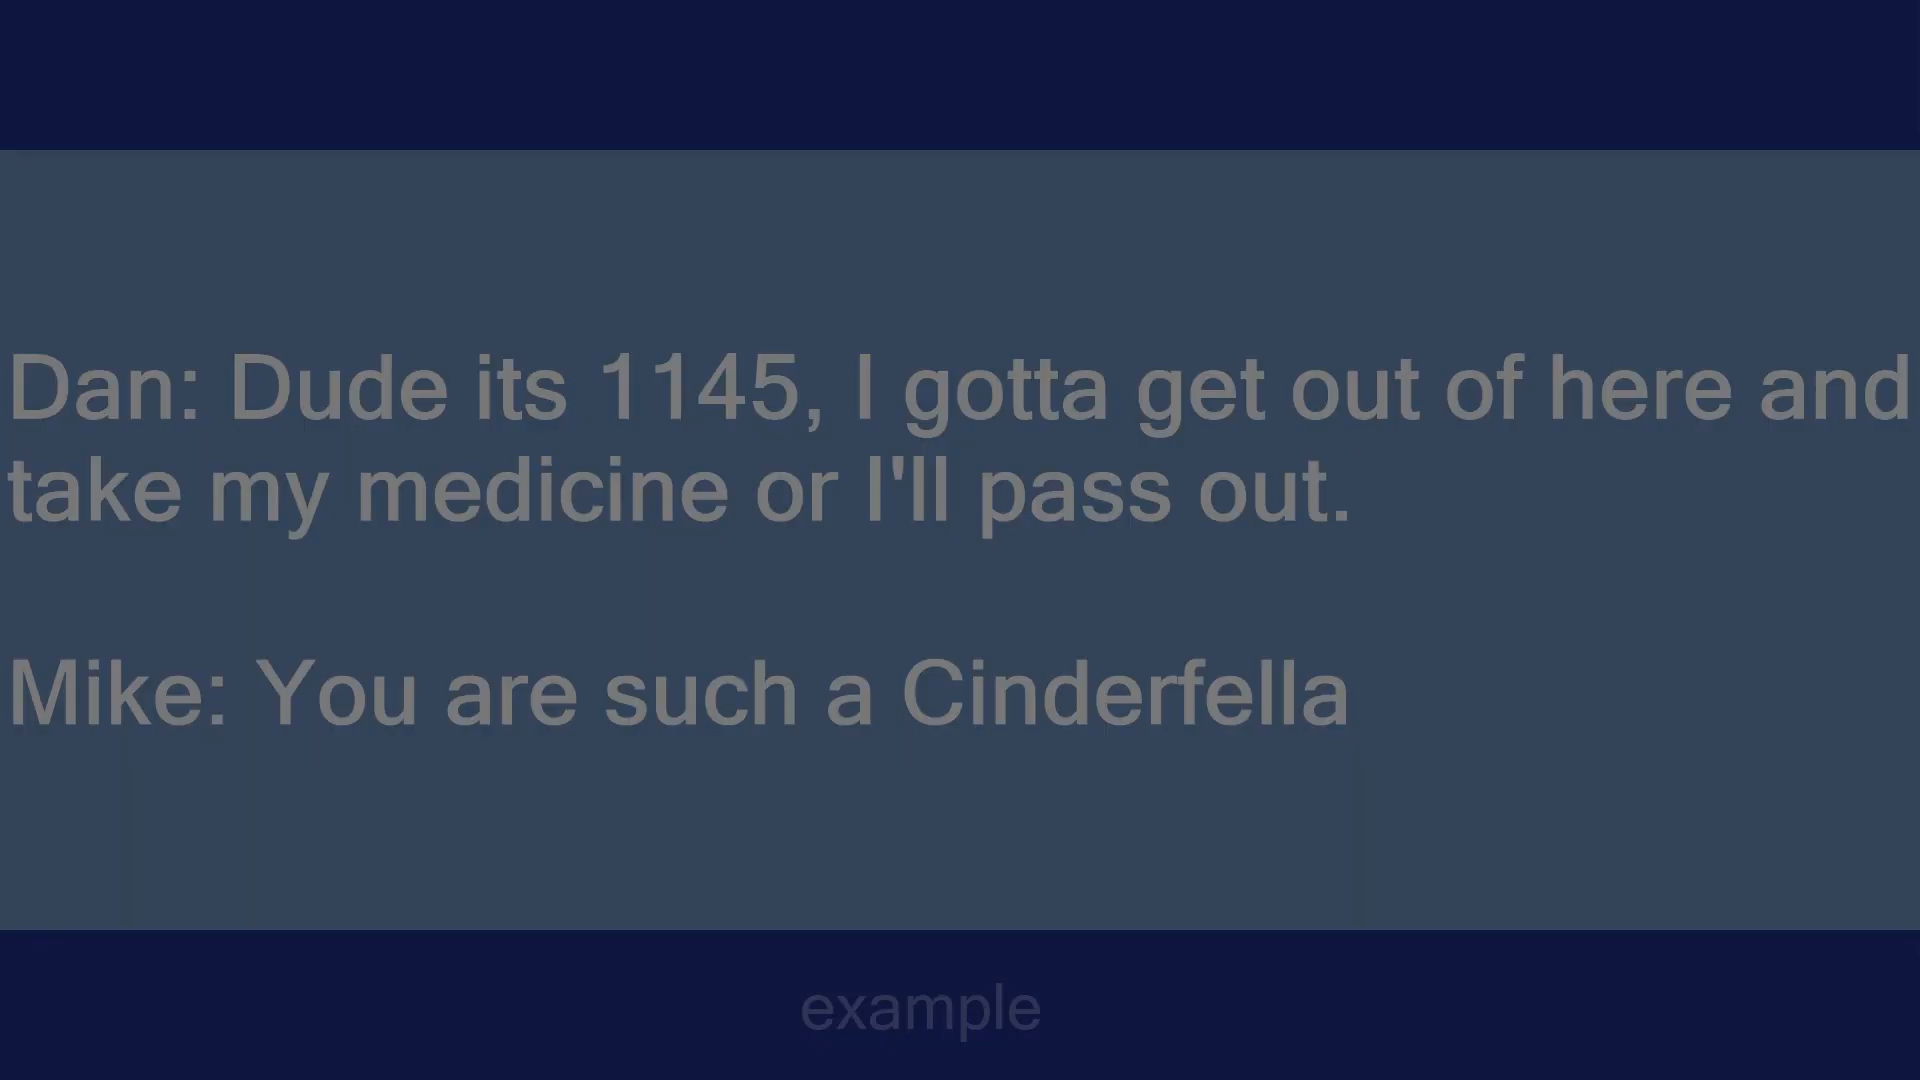 Dan: Dude its 1145, I gotta get out of here and
take my medicine or I'll pass out.
Mike: You are such a Cinderfella
example